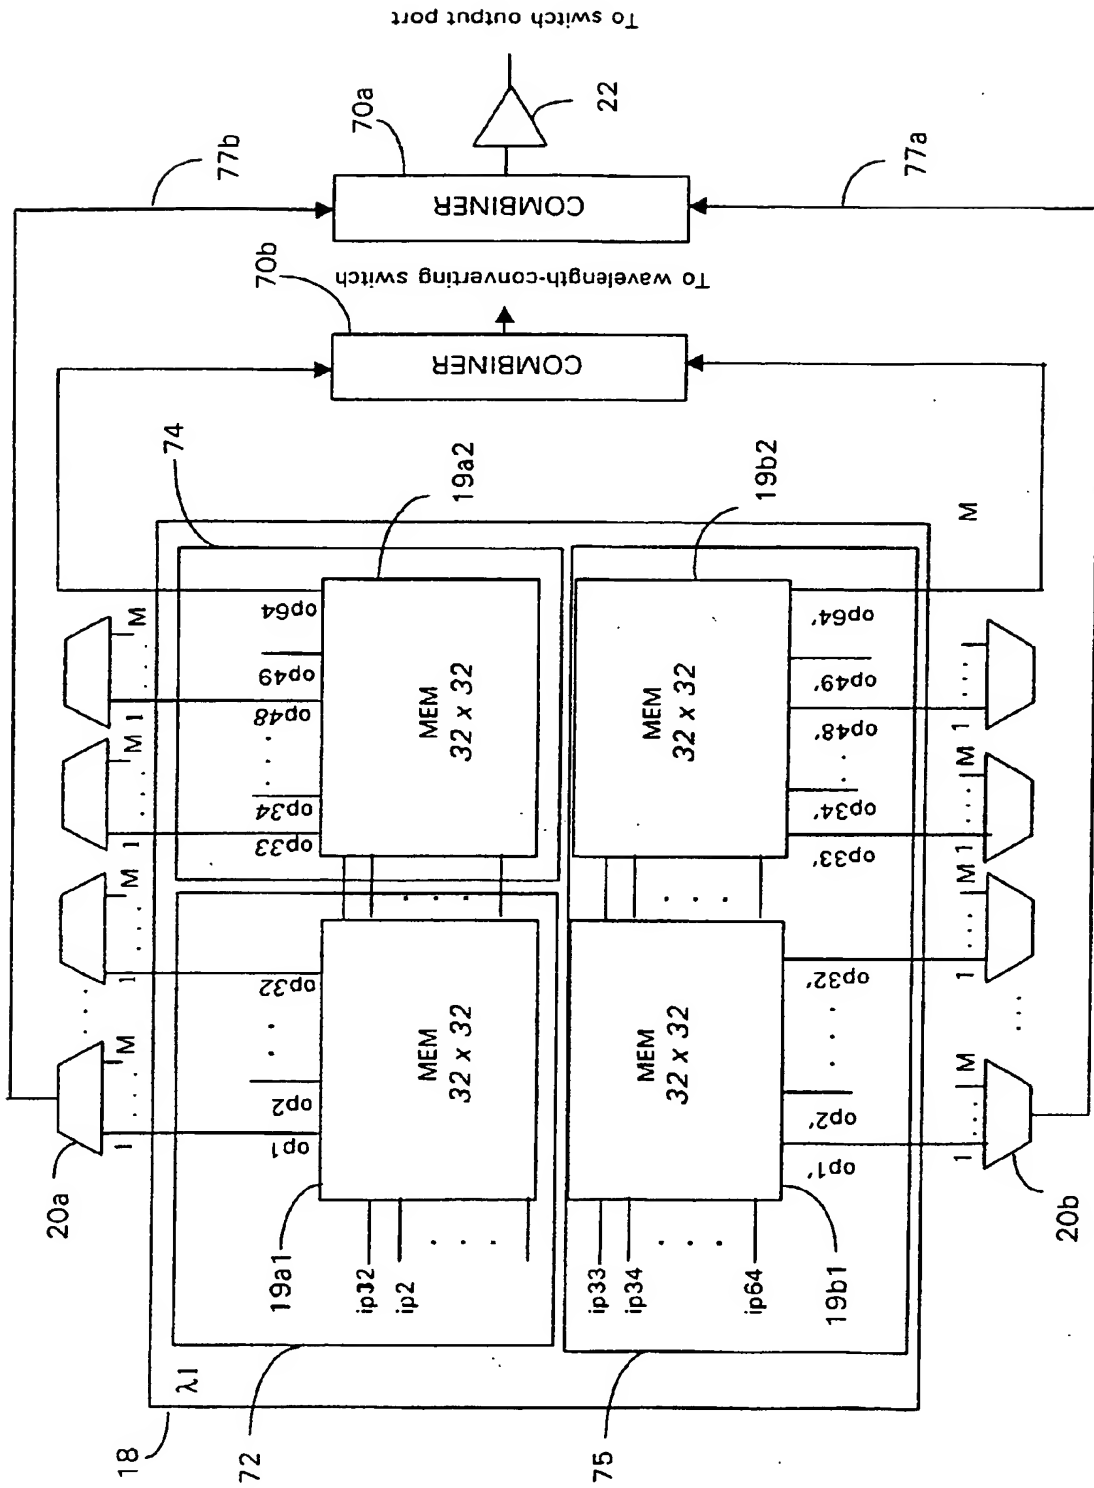 To switch output port
22
70a
77b
77a
COMBINER
70b
To wavelength-converting switch
COMBINER
74
19a2
19b2
M
M
1
M
1
M
1
M
1
20a
op64
op49
op48
op34
op33
op32
op2
op1
MEM
32 x 32
MEM
32 x 32
19a1
ip2
MEM
32 x 32
MEM
32 x 32
op64'
op49'
op48'
op34'
op33'
op32'
op2'
op1'
ip33
ip34
ip64
19b1
1
M
1
M
1
M
1
20b
λ1
18
72
75